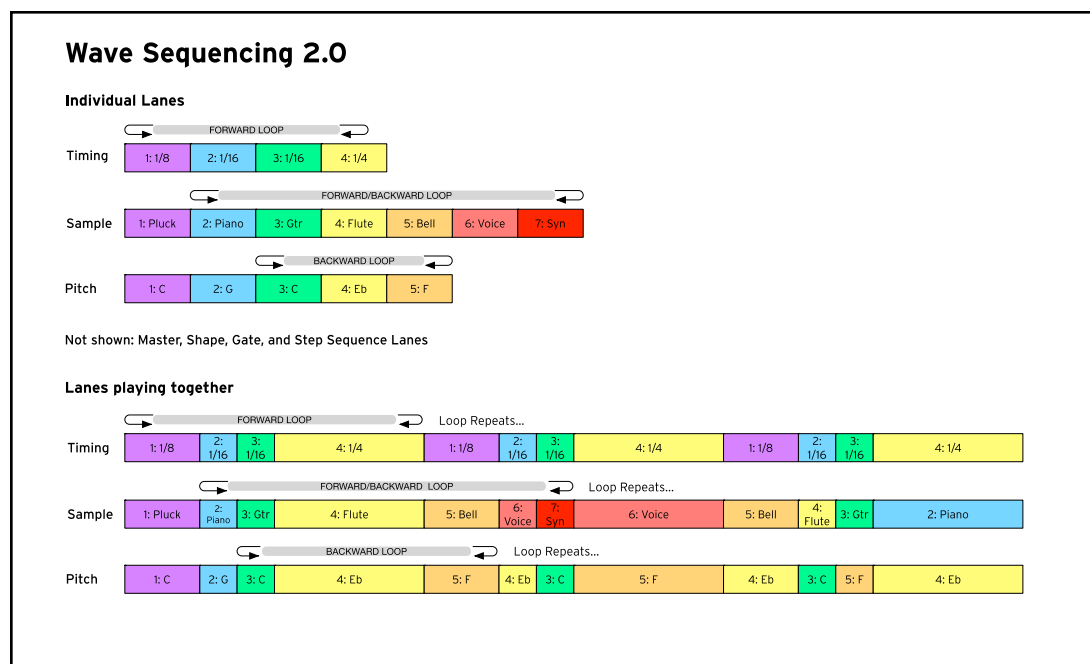 Wave Sequencing 2.0
Individual Lanes
FORWARD LOOP
Timing 1: 1/8 2: 1/16 3: 1/16 4: 1/4
FORWARD/BACKWARD LOOP
Sample 1: Pluck 2: Piano 3: Gtr 4: Flute 5: Bell 6: Voice 7: Syn
BACKWARD LOOP
Pitch 1: C 2: G 3: C 4: Eb 5: F
Not shown: Master, Shape, Gate, and Step Sequence Lanes
Lanes playing together
FORWARD LOOP Loop Repeats...
Timing 1: 1/8 2: 1/16 3: 1/16 4: 1/4 1: 1/8 2: 1/16 3: 1/16 4: 1/4 1: 1/8 2: 1/16 3: 1/16 4: 1/4
FORWARD/BACKWARD LOOP Loop Repeats...
Sample 1: Pluck 2: Piano 3: Gtr 4: Flute 5: Bell 6: Voice 7: Syn 6: Voice 5: Bell 4: Flute 3: Gtr 2: Piano
BACKWARD LOOP Loop Repeats...
Pitch 1: C 2: G 3: C 4: Eb 5: F 4: Eb 3: C 5: F 4: Eb 3: C 5: F 4: Eb